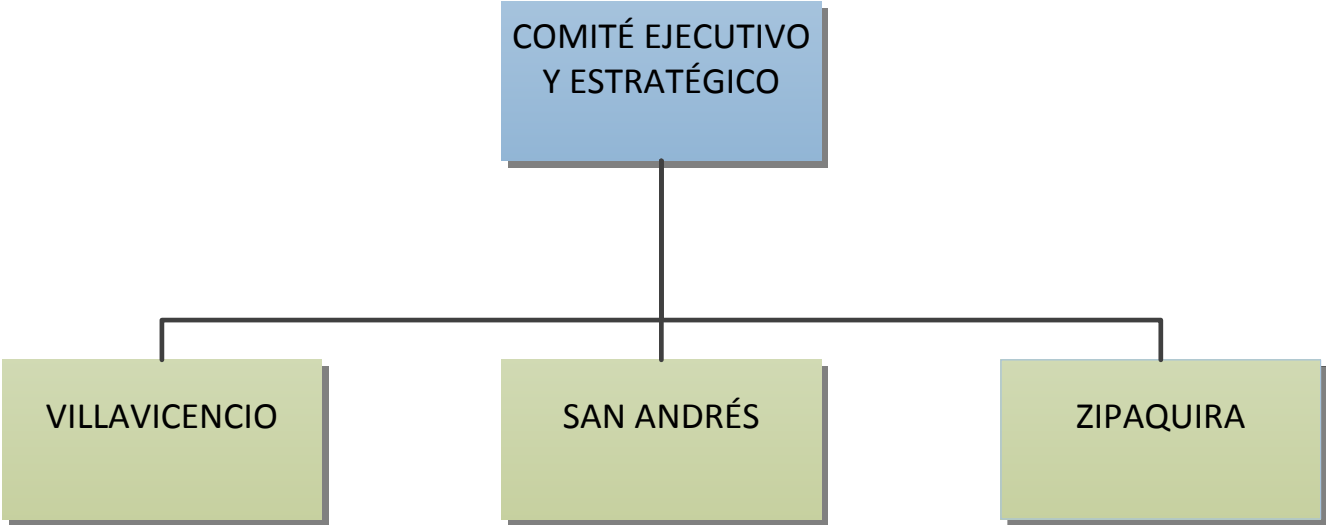 COMITÉ EJECUTIVO
Y ESTRATÉGICO
VILLAVICENCIO
SAN ANDRÉS
ZIPAQUIRA